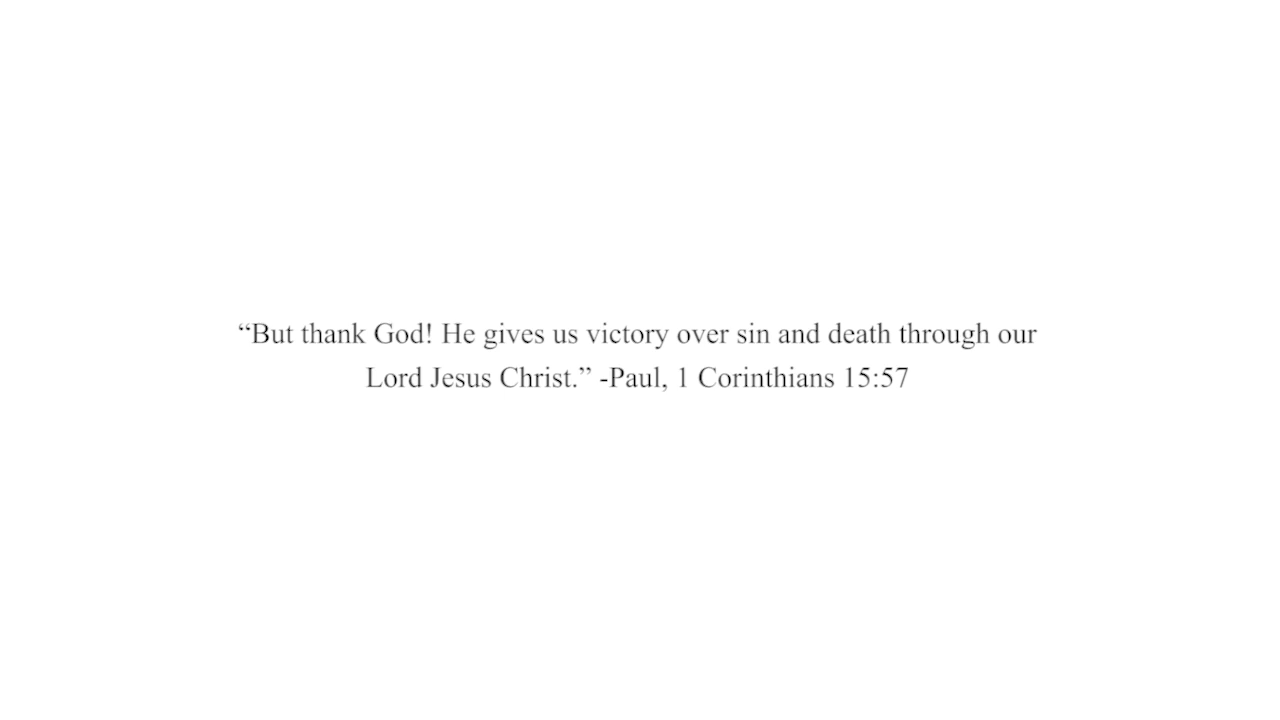 “But thank God! He gives us victory over sin and death through our
Lord Jesus Christ.” -Paul, 1 Corinthians 15:57